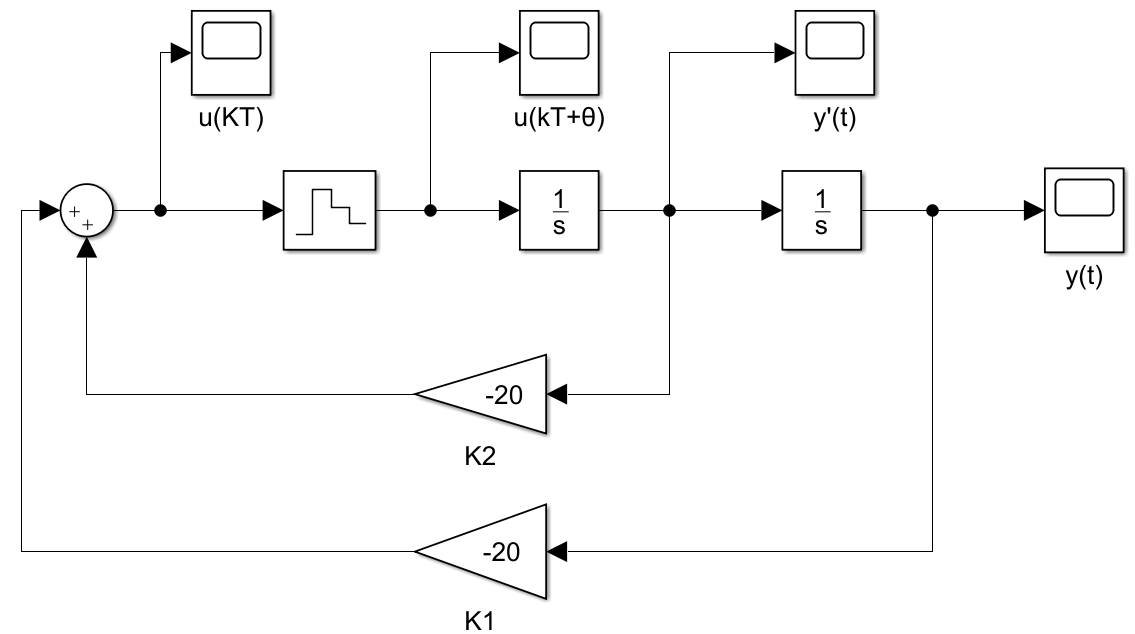 u(KT)
u(kT+θ)
y'(t)
+
+
1
s
1
s
y(t)
-20
K2
-20
K1